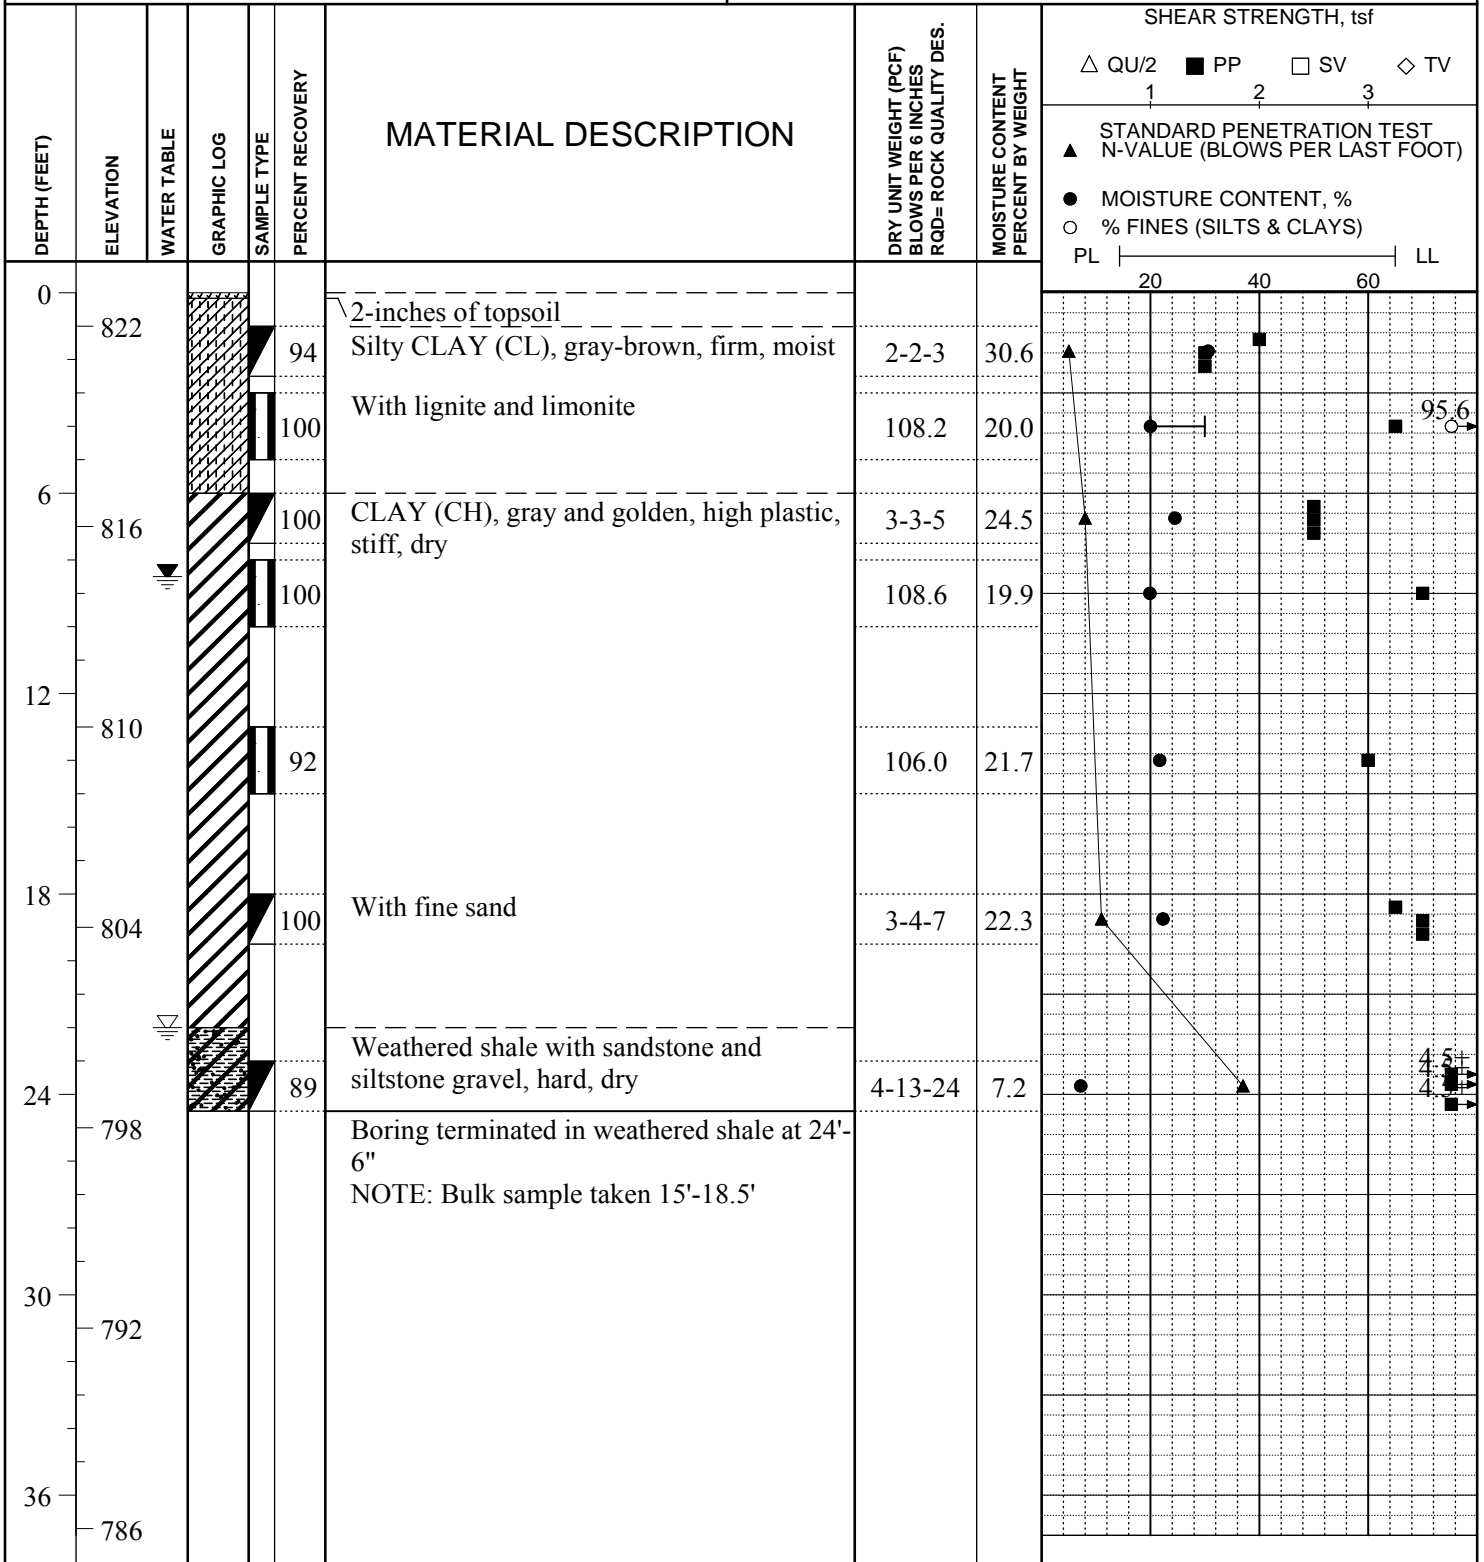 SHEAR STRENGTH, tsf
△ QU/2 ■ PP □ SV ◇ TV
1 2 3
STANDARD PENETRATION TEST
▲ N-VALUE (BLOWS PER LAST FOOT)
● MOISTURE CONTENT, %
○ % FINES (SILTS & CLAYS)
PL LL
20 40 60
DEPTH (FEET)
ELEVATION
WATER TABLE
GRAPHIC LOG
SAMPLE TYPE
PERCENT RECOVERY
MATERIAL DESCRIPTION
DRY UNIT WEIGHT (PCF)
BLOWS PER 6 INCHES
RQD= ROCK QUALITY DES.
MOISTURE CONTENT
PERCENT BY WEIGHT
0
2-inches of topsoil
822
94 Silty CLAY (CL), gray-brown, firm, moist 2-2-3 30.6
With lignite and limonite
95.6
100 108.2 20.0
6
816 100 CLAY (CH), gray and golden, high plastic, 3-3-5 24.5
stiff, dry
100 108.6 19.9
12
810
92 106.0 21.7
18
804 100 With fine sand 3-4-7 22.3
Weathered shale with sandstone and
siltstone gravel, hard, dry
4.5+
24 89 4-13-24 7.2
798
Boring terminated in weathered shale at 24'-
6"
NOTE: Bulk sample taken 15'-18.5'
30
792
36
786